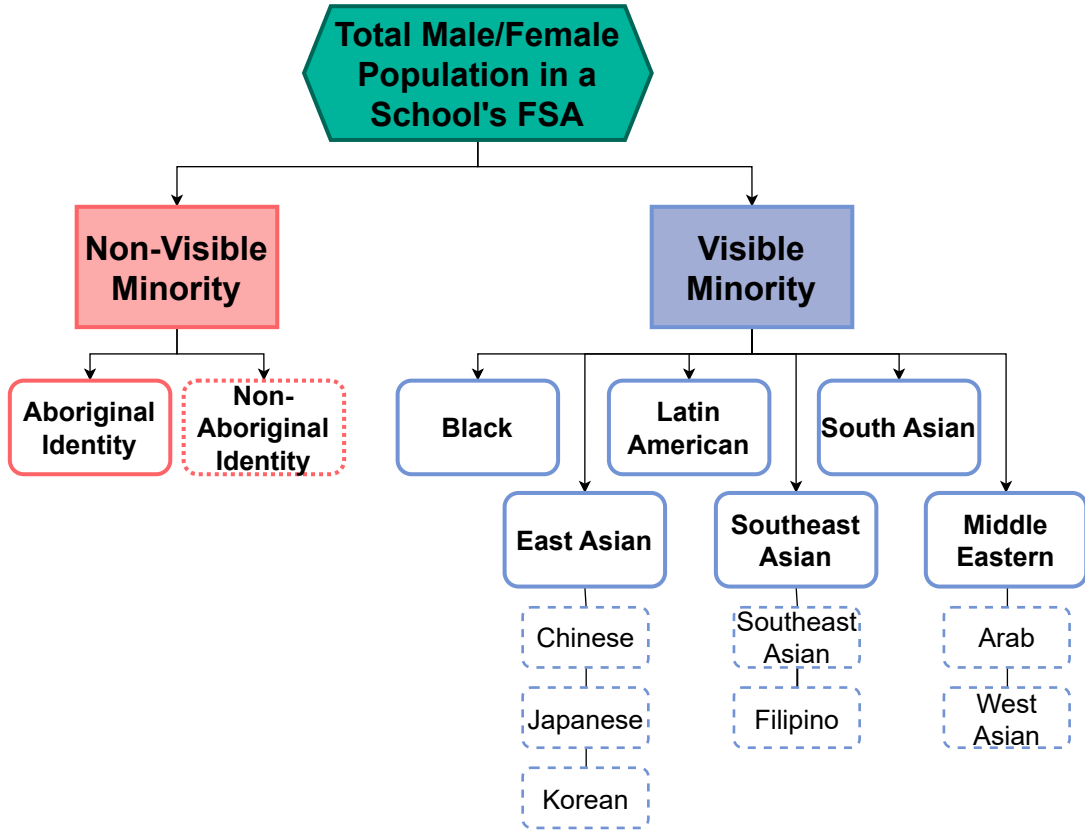 Total Male/Female
Population in a
School's FSA
Non-Visible
Minority
Visible
Minority
Aboriginal
Identity
Non-
Aboriginal
Identity
Black
Latin
American
South Asian
East Asian
Southeast
Asian
Middle
Eastern
Chinese
Southeast
Asian
Arab
Japanese
Filipino
West
Asian
Korean